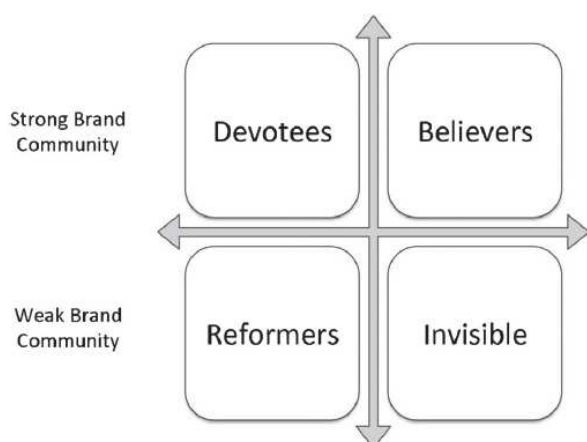 Strong Brand
Community
Devotees
Believers
Weak Brand
Community
Reformers
Invisible